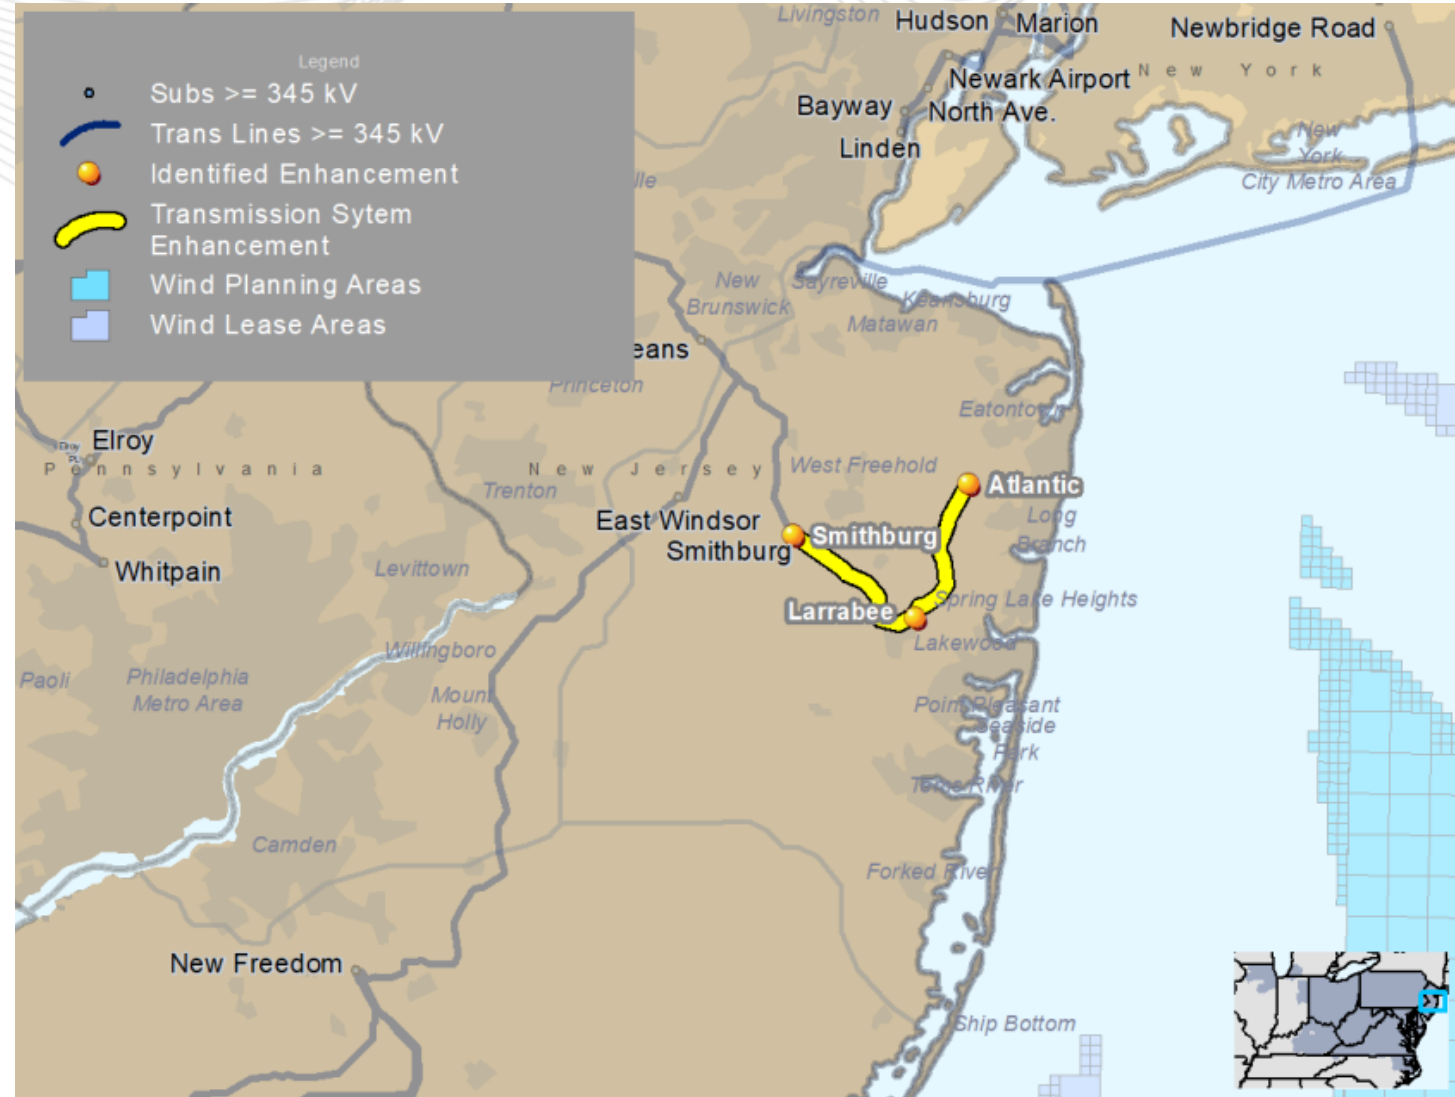 Livingston
Hudson
Marion
Newbridge Road
Legend
Subs >= 345 kV
Trans Lines >= 345 kV
Identified Enhancement
Transmission Sytem
Enhancement
Wind Planning Areas
Wind Lease Areas
Newark Airport
New York
Bayway
North Ave.
Linden
New
York
City Metro Area
lle
New
Brunswick
Sayreville
Keansburg
Matawan
eans
Princeton
Eatontown
Elroy
Pennsylvania
New Jersey
West Freehold
Trenton
Atlantic
Centerpoint
East Windsor
Smithburg
Smithburg
Long
Branch
Whitpain
Levittown
Larrabee
Spring Lake Heights
Lakewood
Willingboro
Paoli
Philadelphia
Metro Area
Mount
Holly
Point Pleasant
Seaside
Park
Toms River
Camden
Forked River
New Freedom
Ship Bottom